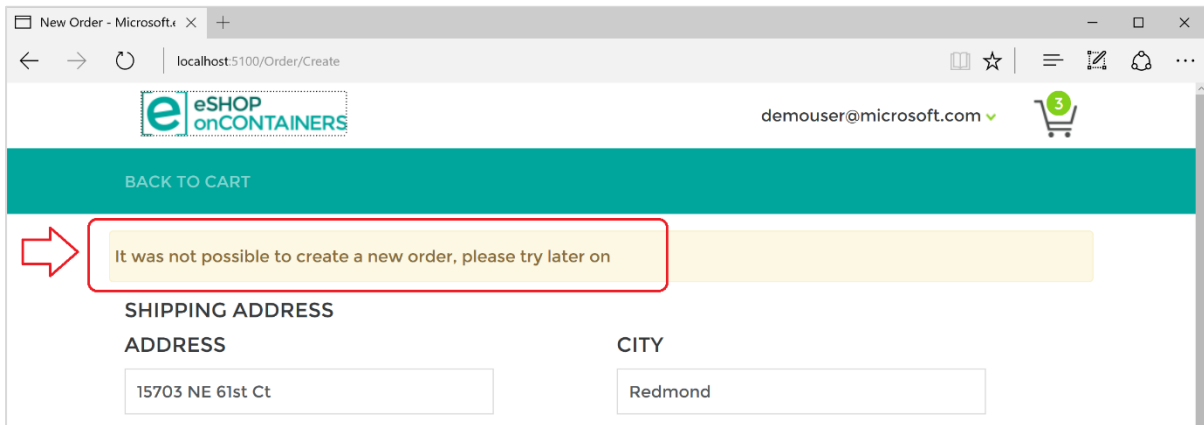 New Order - Microsoft.e
localhost:5100/Order/Create
eSHOP
onCONTAINERS
demouser@microsoft.com
3
BACK TO CART
It was not possible to create a new order, please try later on
SHIPPING ADDRESS
ADDRESS CITY
15703 NE 61st Ct Redmond